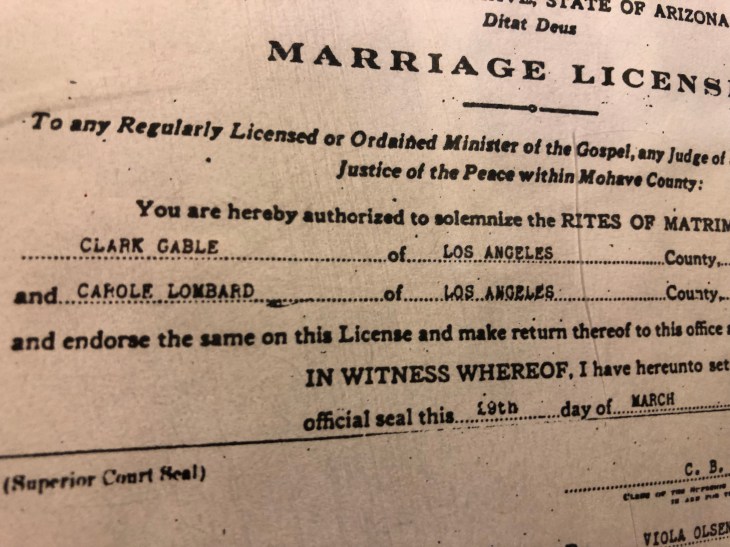 STATE OF ARIZONA
Ditat Deus
MARRIAGE LICENS
To any Regularly Licensed or Ordained Minister of the Gospel, any Judge of
Justice of the Peace within Mohave County:
You are hereby authorized to solemnize the RITES OF MATRIM
CLARK GABLE of LOS ANGELES County,
and CAROLE LOMBARD of LOS ANGELES County,
and endorse the same on this License and make return thereof to this office
IN WITNESS WHEREOF, I have hereunto set
official seal this 29th day of MARCH
(Superior Court Seal)
C. B.
VIOLA OLSEN